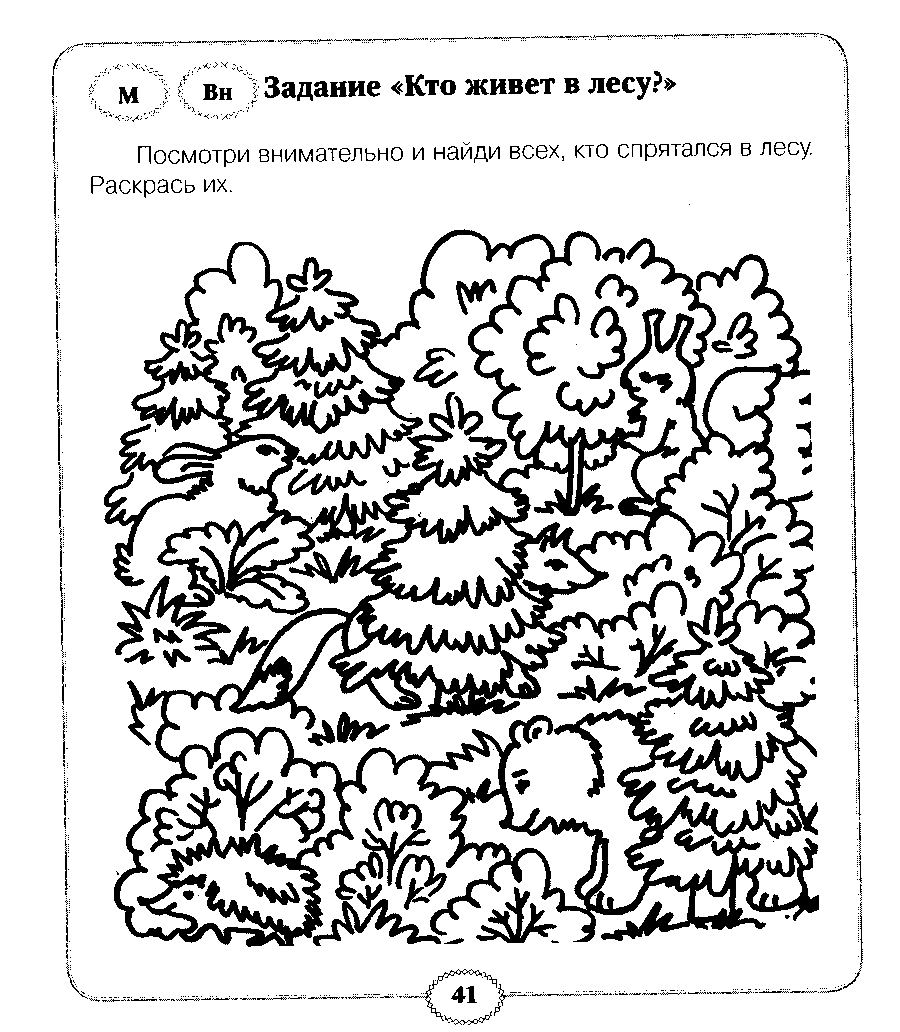 М Вн Задание «Кто живет в лесу?»
Посмотри внимательно и найди всех, кто спрятался в лесу.
Раскрась их.
41